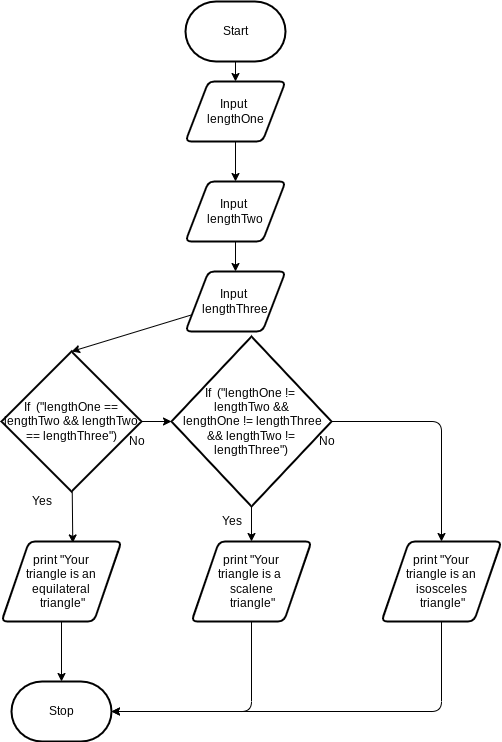 Start
Input
lengthOne
Input
lengthTwo
Input
lengthThree
If ("lengthOne ==
lengthTwo && lengthTwo
== lengthThree")
No
If ("lengthOne !=
lengthTwo &&
lengthOne != lengthThree
&& lengthTwo !=
lengthThree")
No
Yes
Yes
print "Your
triangle is an
equilateral
triangle"
print "Your
triangle is a
scalene
triangle"
print "Your
triangle is an
isosceles
triangle"
Stop